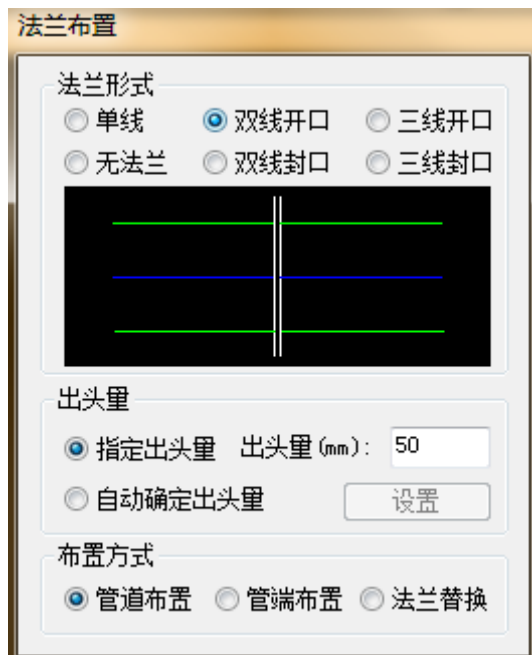 法兰布置
法兰形式
单线 双线开口 三线开口
无法兰 双线封口 三线封口
出头量
指定出头量 出头量(mm): 50
自动确定出头量 设置
布置方式
管道布置 管端布置 法兰替换